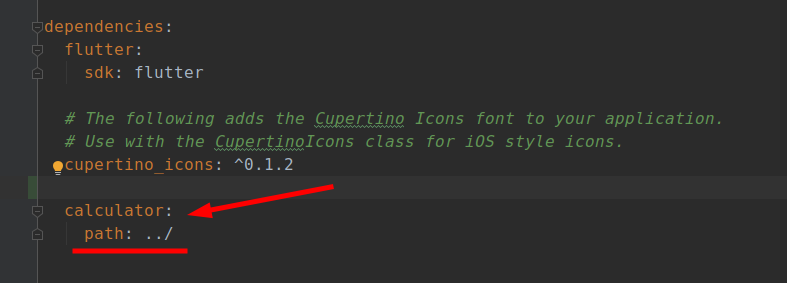 dependencies:
flutter:
sdk: flutter
# The following adds the Cupertino Icons font to your application.
# Use with the CupertinoIcons class for iOS style icons.
cupertino_icons: ^0.1.2
calculator:
path: ../